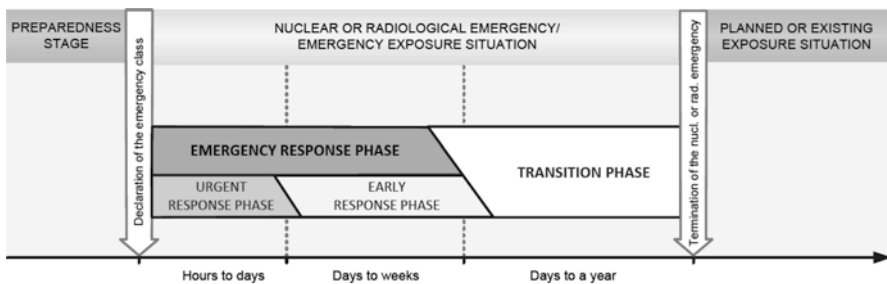 PREPAREDNESS
STAGE
NUCLEAR OR RADIOLOGICAL EMERGENCY/
EMERGENCY EXPOSURE SITUATION
PLANNED OR EXISTING
EXPOSURE SITUATION
Declaration of the emergency class
EMERGENCY RESPONSE PHASE
URGENT
RESPONSE PHASE
EARLY
RESPONSE PHASE
TRANSITION PHASE
Termination of the nucl. or rad. emergency
Hours to days
Days to weeks
Days to a year